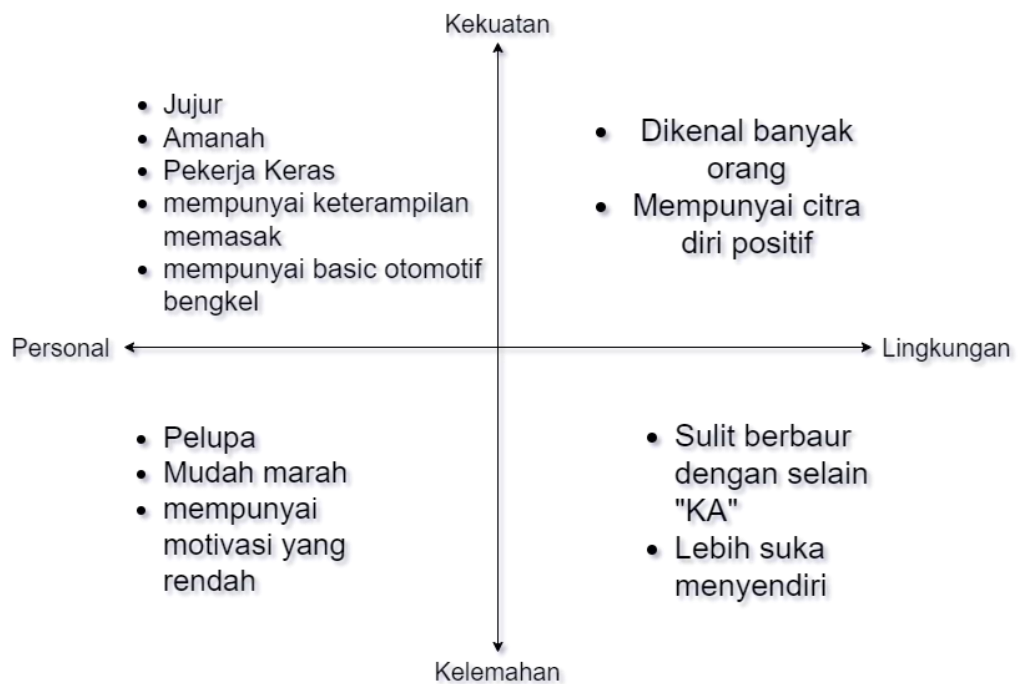 Kekuatan
• Jujur
• Amanah
• Pekerja Keras
• mempunyai keterampilan
memasak
• mempunyai basic otomotif
bengkel
• Dikenal banyak
orang
• Mempunyai citra
diri positif
Personal
Lingkungan
• Pelupa
• Mudah marah
• mempunyai
motivasi yang
rendah
• Sulit berbaur
dengan selain
"KA"
• Lebih suka
menyendiri
Kelemahan